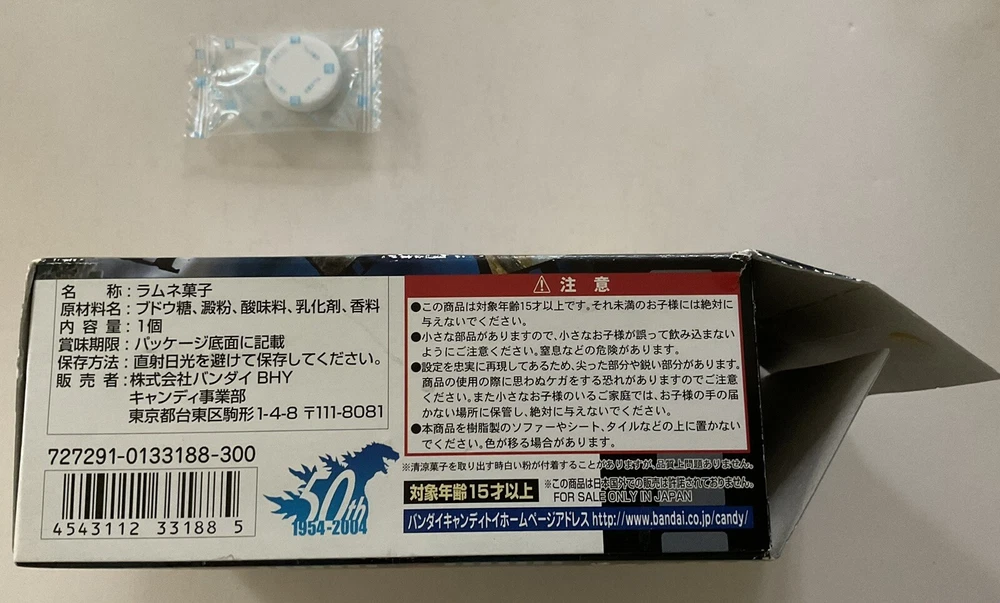 名 称:ラムネ菓子
原材料名:ブドウ糖、澱粉、酸味料、乳化剤、香料
内容量:1個
賞味期限:パッケージ底面に記載
保存方法:直射日光を避けて保存してください。
販売者:株式会社バンダイ BHY
キャンディ事業部
東京都台東区駒形1-4-8 〒111-8081
727291-0133188-300
4543112 33188 5
50th
1954-2004
注意
●この商品は対象年齢15才以上です。それ未満のお子様には絶対に
与えないでください。
●小さな部品がありますので、小さなお子様が誤って飲み込まない
ようにご注意ください。窒息などの危険があります。
●設定を忠実に再現してあるため、尖った部分や鋭い部分があります。
商品の使用の際に思わぬケガをする恐れがありますのでご注意
ください。また小さなお子様のいるご家庭では、お子様の手の届
かない場所に保管し、絶対に与えないでください。
●本商品を樹脂製のソファーやシート、タイルなどの上に置かない
でください。色が移る場合があります。
※清涼菓子を取り出す時白い粉が付着することがありますが、品質上問題ありません。
対象年齢15才以上
※この商品は日本国外での販売は許諾されておりません。
FOR SALE ONLY IN JAPAN
バンダイキャンディトイホームページアドレス http://www.bandai.co.jp/candy/